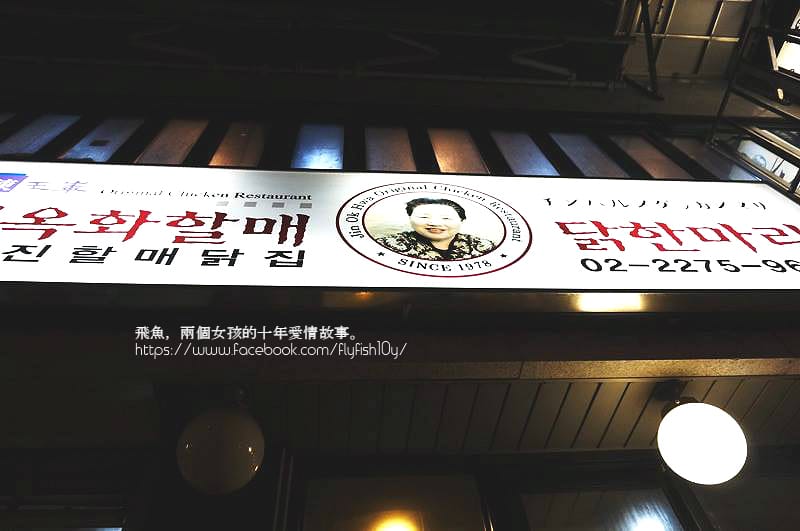 玉家 Original Chicken Restaurant
옥화할매
진할매닭집
Jin Ok Hwa Original Chicken Restaurant
★ SINCE 1978 ★
닭한마리
02-2275-96
飛魚，兩個女孩的十年愛情故事。
https://www.facebook.com/flyfish10y/